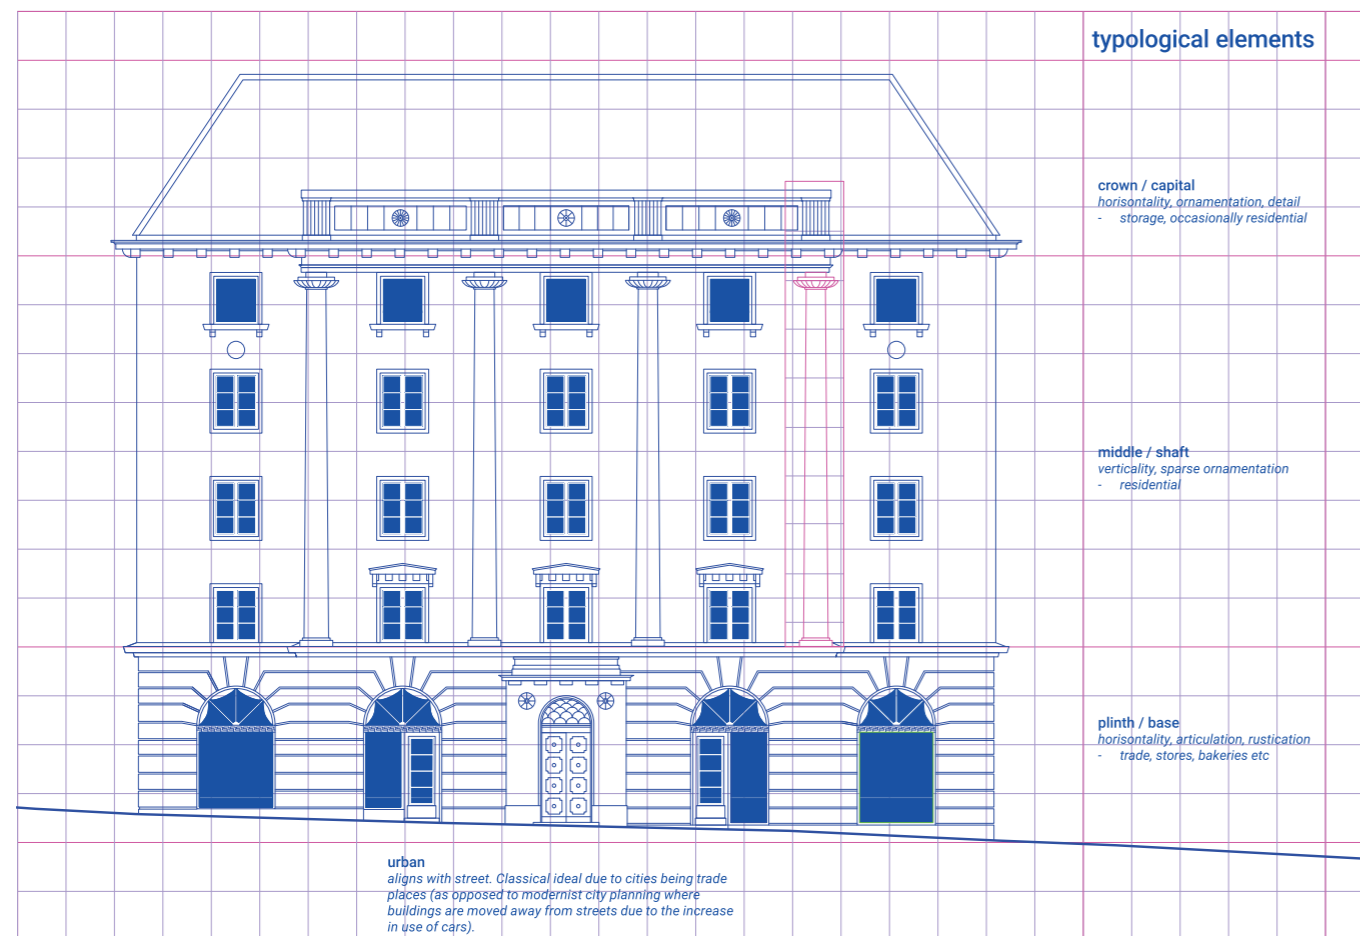 typological elements
crown / capital
horisontality, ornamentation, detail
- storage, occasionally residential
middle / shaft
verticality, sparse ornamentation
- residential
plinth / base
horisontality, articulation, rustication
- trade, stores, bakeries etc
urban
aligns with street. Classical ideal due to cities being trade
places (as opposed to modernist city planning where
buildings are moved away from streets due to the increase
in use of cars).